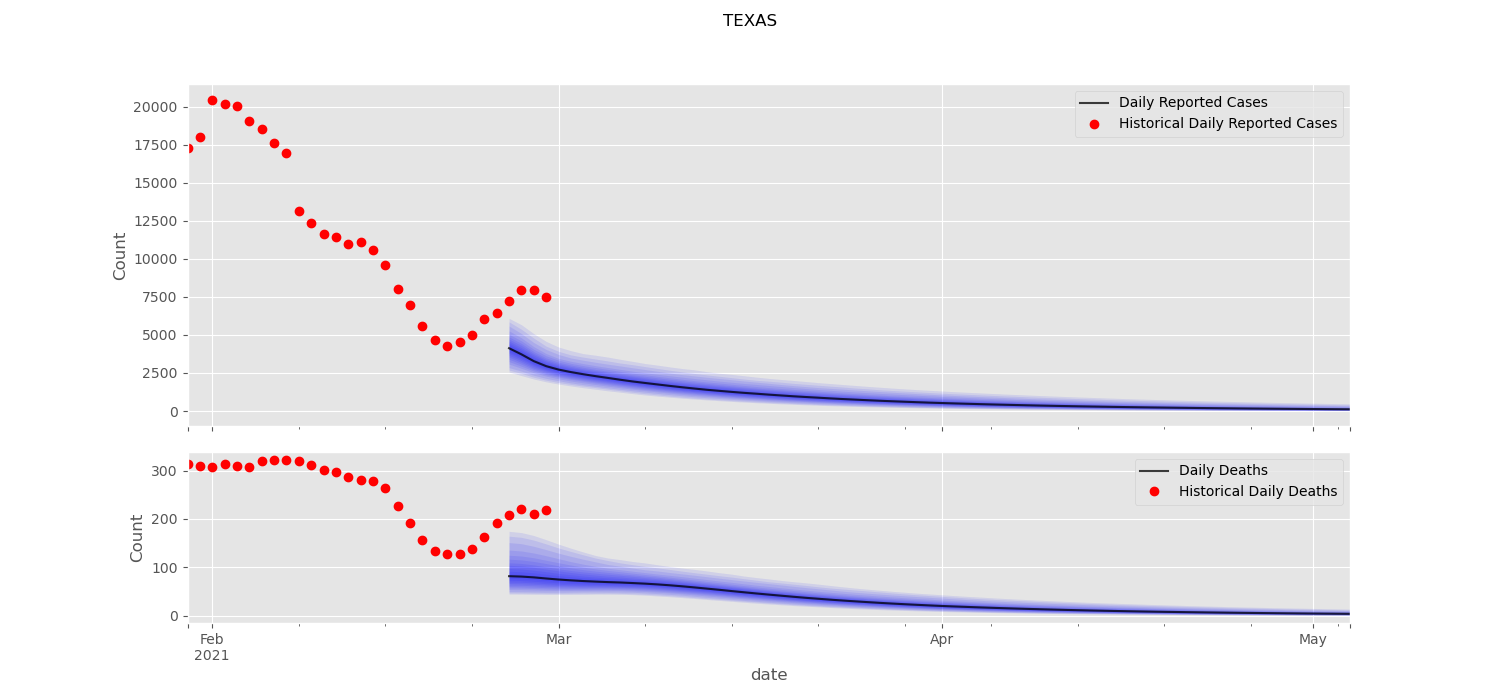 TEXAS
20000
17500
15000
12500
10000
7500
5000
2500
0
Count
Daily Reported Cases
Historical Daily Reported Cases
300
200
100
0
Count
Daily Deaths
Historical Daily Deaths
Feb
2021
Mar
Apr
May
date